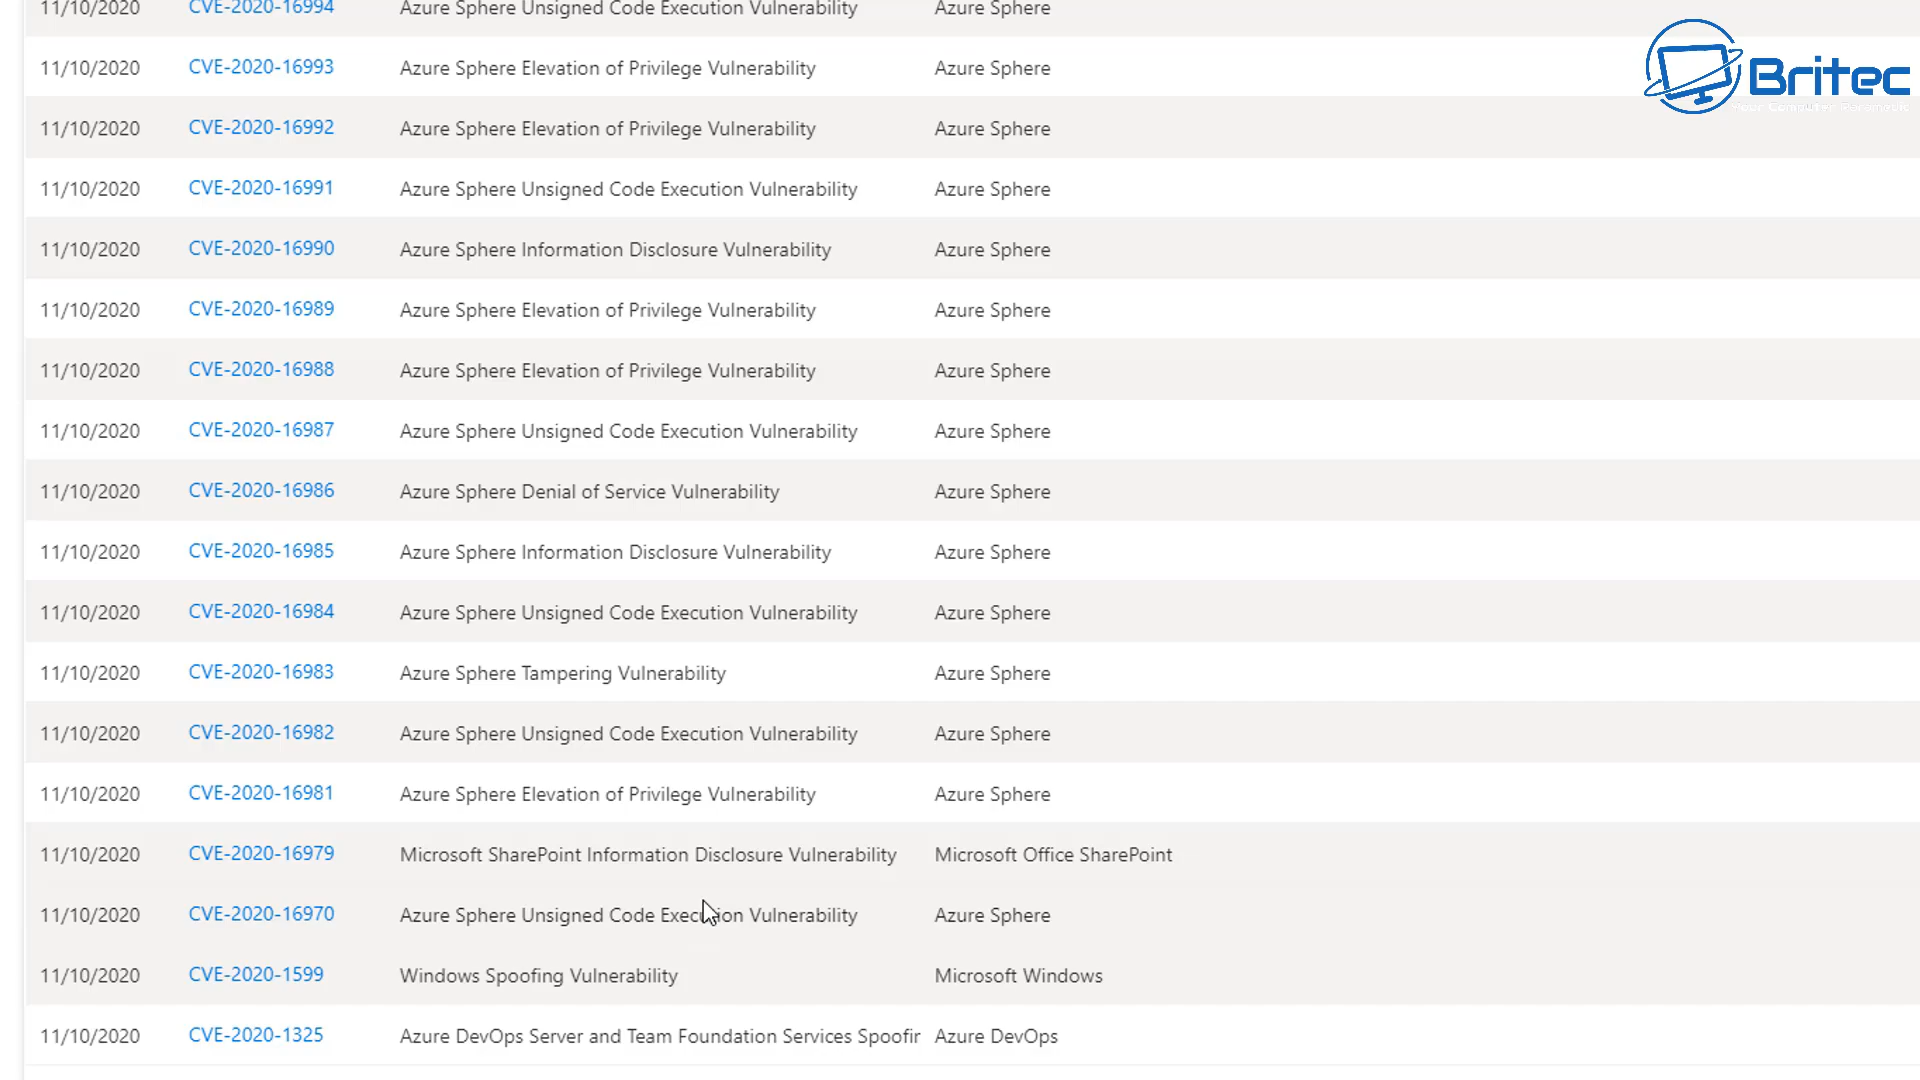 11/10/2020 CVE-2020-16994 Azure Sphere Unsigned Code Execution Vulnerability Azure Sphere
11/10/2020 CVE-2020-16993 Azure Sphere Elevation of Privilege Vulnerability Azure Sphere
Britec
Your Computer Paramedic
11/10/2020 CVE-2020-16992 Azure Sphere Elevation of Privilege Vulnerability Azure Sphere
11/10/2020 CVE-2020-16991 Azure Sphere Unsigned Code Execution Vulnerability Azure Sphere
11/10/2020 CVE-2020-16990 Azure Sphere Information Disclosure Vulnerability Azure Sphere
11/10/2020 CVE-2020-16989 Azure Sphere Elevation of Privilege Vulnerability Azure Sphere
11/10/2020 CVE-2020-16988 Azure Sphere Elevation of Privilege Vulnerability Azure Sphere
11/10/2020 CVE-2020-16987 Azure Sphere Unsigned Code Execution Vulnerability Azure Sphere
11/10/2020 CVE-2020-16986 Azure Sphere Denial of Service Vulnerability Azure Sphere
11/10/2020 CVE-2020-16985 Azure Sphere Information Disclosure Vulnerability Azure Sphere
11/10/2020 CVE-2020-16984 Azure Sphere Unsigned Code Execution Vulnerability Azure Sphere
11/10/2020 CVE-2020-16983 Azure Sphere Tampering Vulnerability Azure Sphere
11/10/2020 CVE-2020-16982 Azure Sphere Unsigned Code Execution Vulnerability Azure Sphere
11/10/2020 CVE-2020-16981 Azure Sphere Elevation of Privilege Vulnerability Azure Sphere
11/10/2020 CVE-2020-16979 Microsoft SharePoint Information Disclosure Vulnerability Microsoft Office SharePoint
11/10/2020 CVE-2020-16970 Azure Sphere Unsigned Code Execution Vulnerability Azure Sphere
11/10/2020 CVE-2020-1599 Windows Spoofing Vulnerability Microsoft Windows
11/10/2020 CVE-2020-1325 Azure DevOps Server and Team Foundation Services Spoofir Azure DevOps